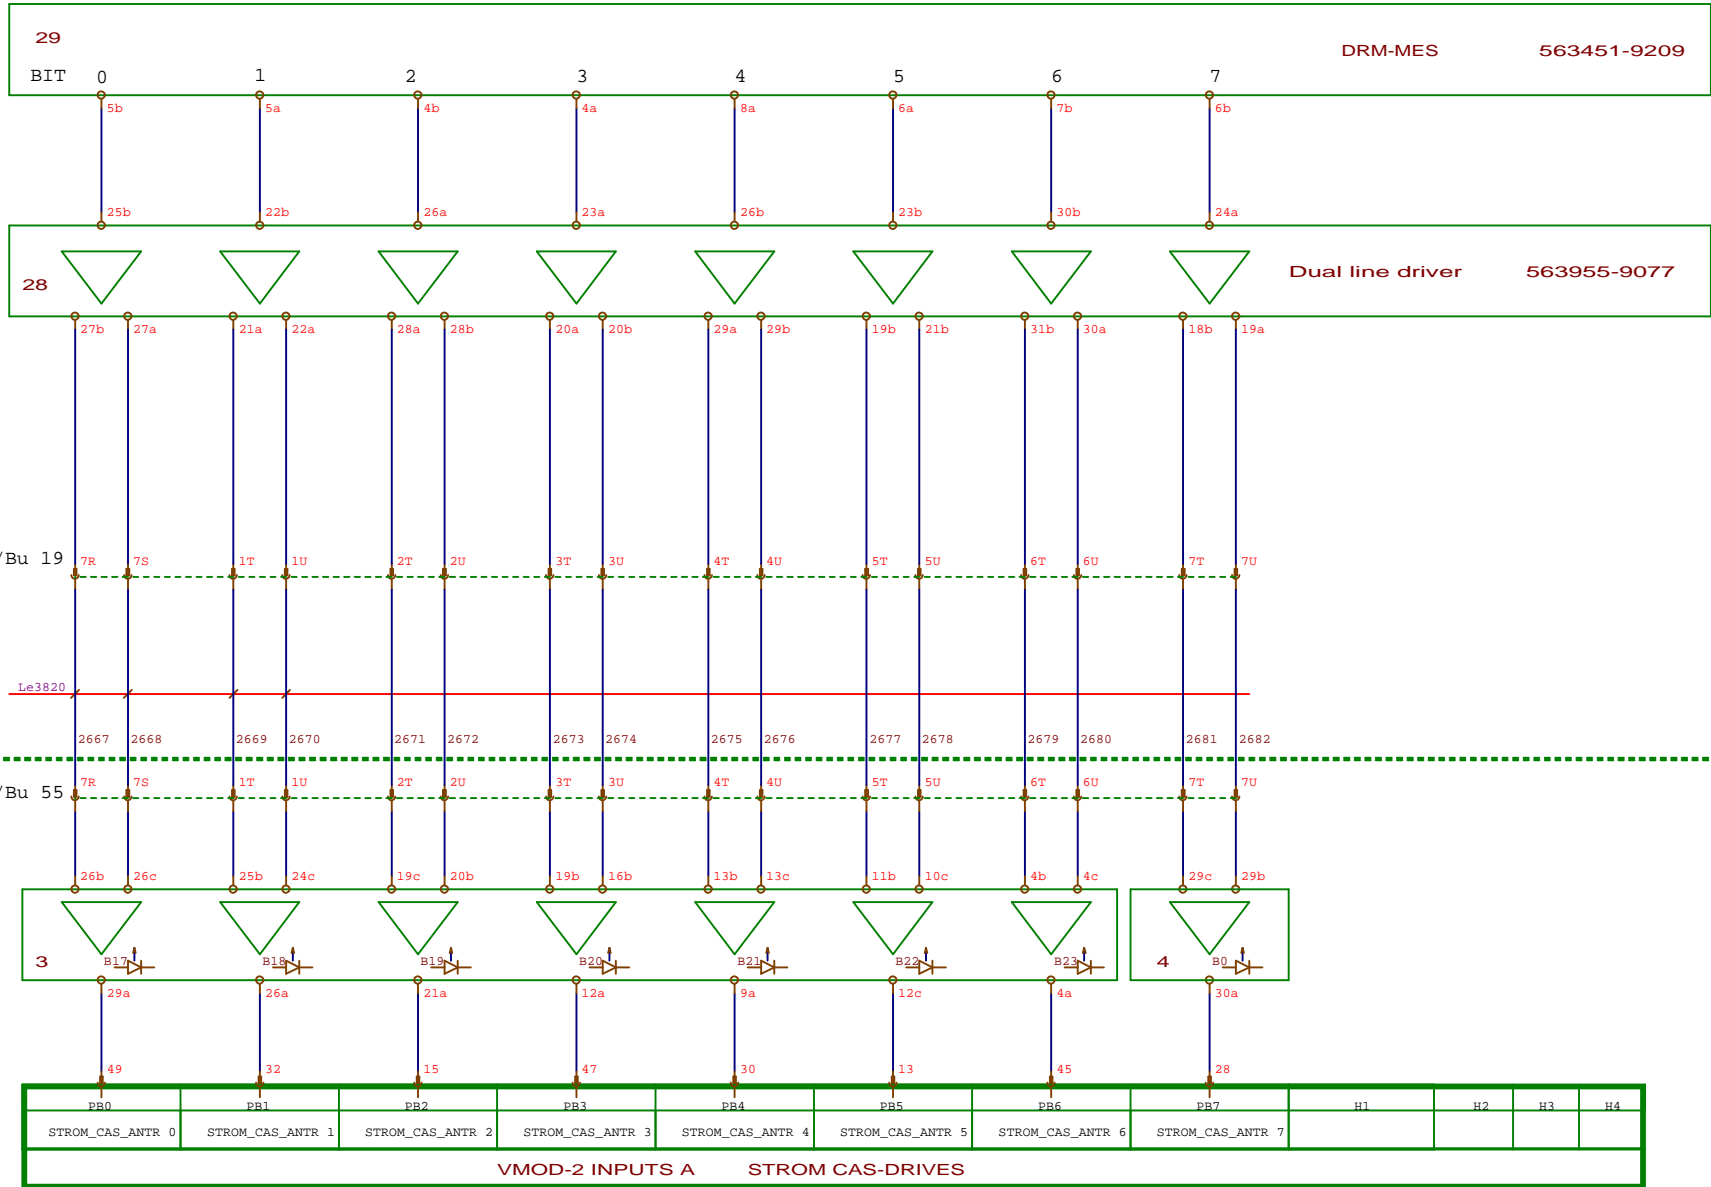 29
DRM-MES 563451-9209
BIT 0 1 2 3 4 5 6 7
5b 5a 4b 4a 8a 6a 7b 6b
25b 22b 26a 23a 26b 23b 30b 24a
28 Dual line driver 563955-9077
27b 27a 21a 22a 28a 28b 20a 20b 29a 29b 19b 21b 31b 30a 18b 19a
/Bu 19 7R 7S 1T 1U 2T 2U 3T 3U 4T 4U 5T 5U 6T 6U 7T 7U
Le3820
2667 2668 2669 2670 2671 2672 2673 2674 2675 2676 2677 2678 2679 2680 2681 2682
/Bu 55 7R 7S 1T 1U 2T 2U 3T 3U 4T 4U 5T 5U 6T 6U 7T 7U
26b 26c 25b 24c 19c 20b 19b 16b 13b 13c 11b 10c 4b 4c 29c 29b
3 B17 B18 B19 B20 B21 B22 B23 4 B0
29a 26a 21a 12a 9a 12c 4a 30a
49 32 15 47 30 13 45 28
PB0 PB1 PB2 PB3 PB4 PB5 PB6 PB7 H1 H2 H3 H4
STROM_CAS_ANTR 0 STROM_CAS_ANTR 1 STROM_CAS_ANTR 2 STROM_CAS_ANTR 3 STROM_CAS_ANTR 4 STROM_CAS_ANTR 5 STROM_CAS_ANTR 6 STROM_CAS_ANTR 7
VMOD-2 INPUTS A STROM CAS-DRIVES